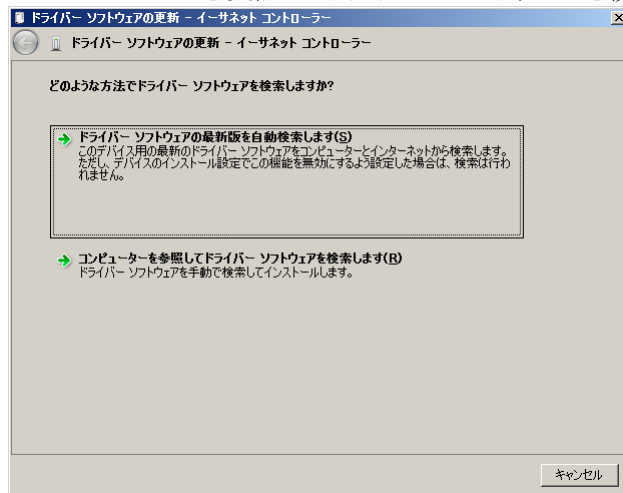 ドライバー ソフトウェアの更新 - イーサネット コントローラー
ドライバー ソフトウェアの更新 - イーサネット コントローラー
どのような方法でドライバー ソフトウェアを検索しますか?
ドライバー ソフトウェアの最新版を自動検索します(S)
このデバイス用の最新のドライバー ソフトウェアをコンピューターとインターネットから検索します。
ただし、デバイスのインストール設定でこの機能を無効にするよう設定した場合は、検索は行わ
れません。
コンピューターを参照してドライバー ソフトウェアを検索します(R)
ドライバー ソフトウェアを手動で検索してインストールします。
キャンセル